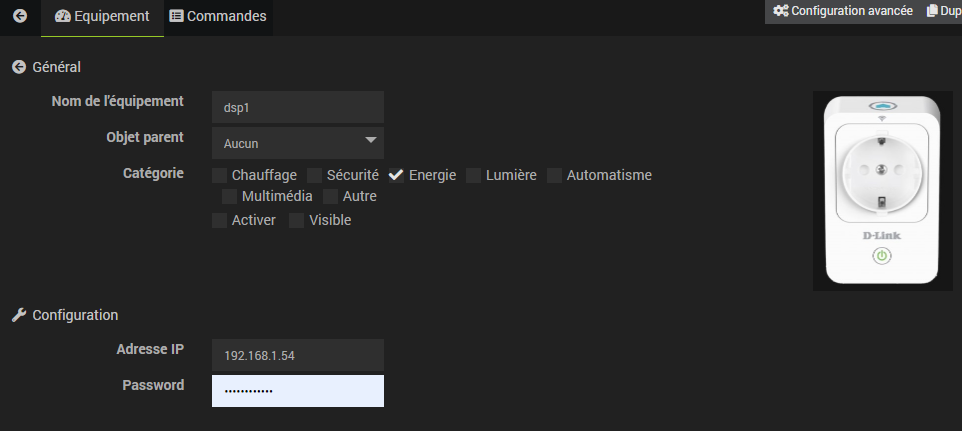 Equipement Commandes Configuration avancée Dup
Général
Nom de l'équipement dsp1
Objet parent Aucun
Catégorie Chauffage Sécurité Energie Lumière Automatisme
Multimédia Autre
Activer Visible
D-Link
Configuration
Adresse IP 192.168.1.54
Password ············